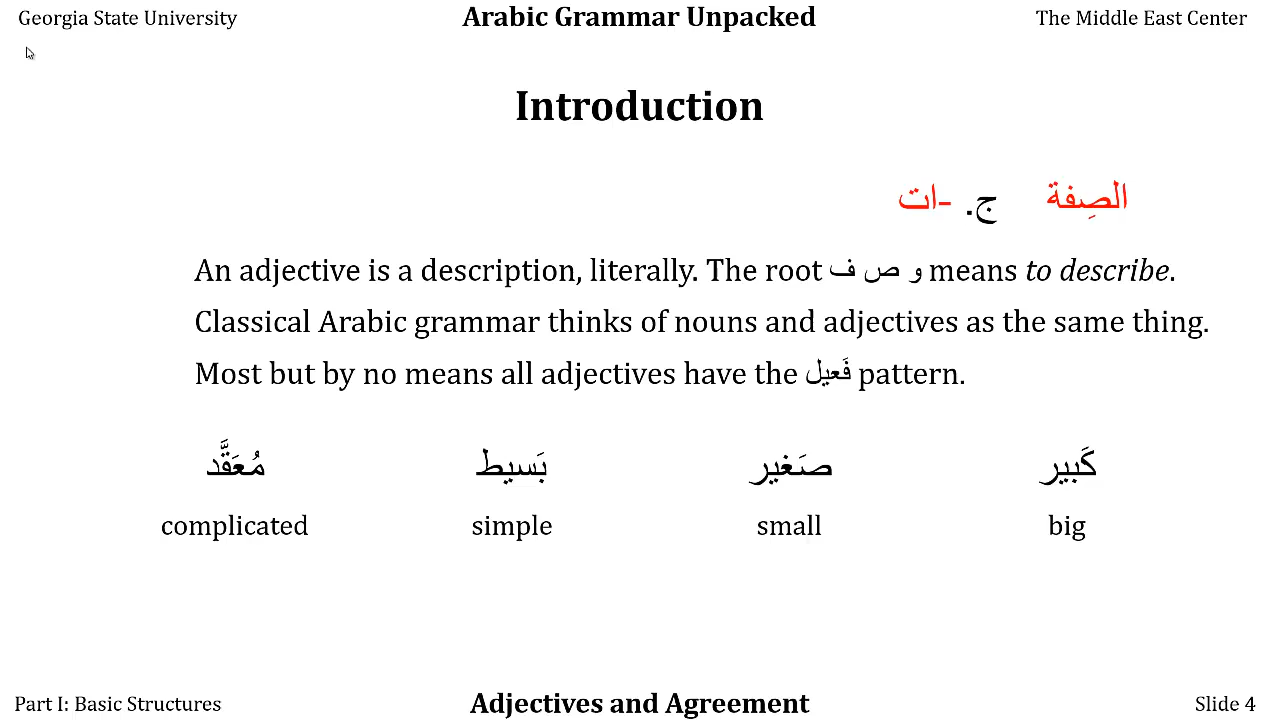 Georgia State University
Arabic Grammar Unpacked
The Middle East Center
Introduction
الصِفة ج. -ات
An adjective is a description, literally. The root و ص ف means to describe.
Classical Arabic grammar thinks of nouns and adjectives as the same thing.
Most but by no means all adjectives have the فَعيل pattern.
كَبير صَغير بَسيط مُعَقَّد
complicated simple small big
Part I: Basic Structures
Adjectives and Agreement
Slide 4